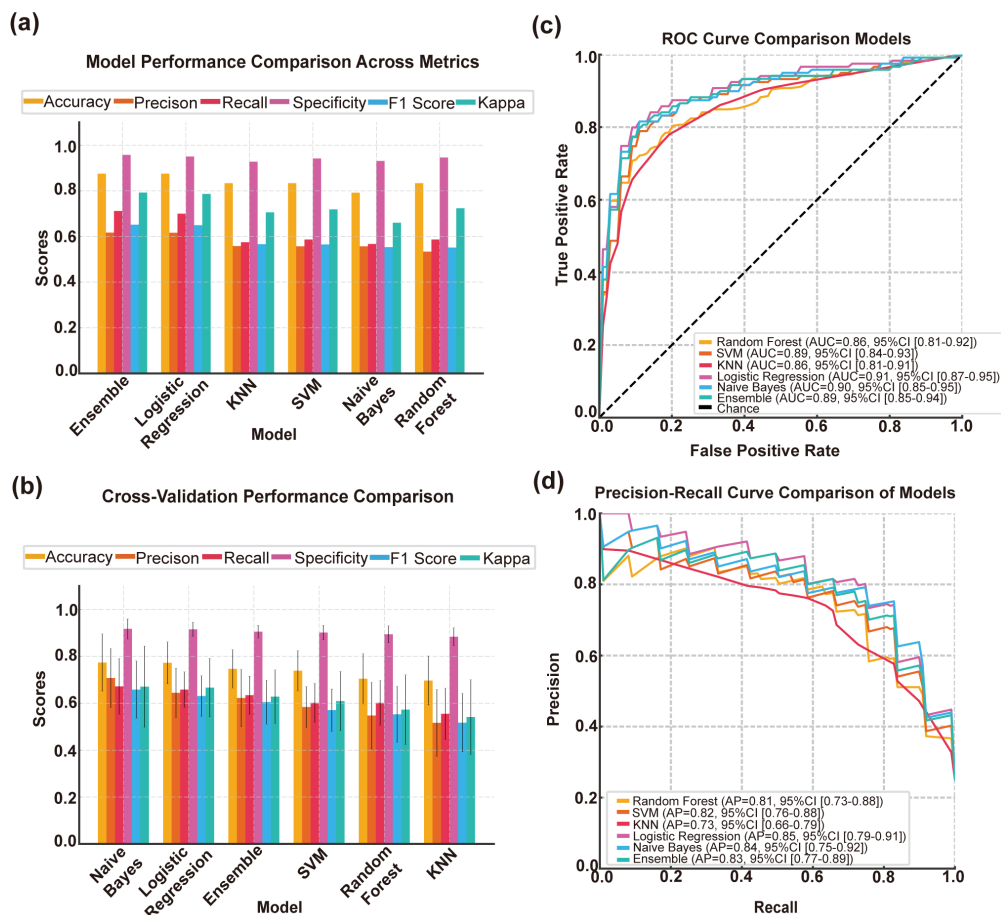 (a)
Model Performance Comparison Across Metrics
Accuracy Precison Recall Specificity F1 Score Kappa
1.0
0.8
0.6
0.4
0.2
0.0
Scores
Ensemble
Logistic
Regression
KNN
SVM
Naive
Bayes
Random
Forest
Model
(b)
Cross-Validation Performance Comparison
Accuracy Precison Recall Specificity F1 Score Kappa
1.0
0.8
0.6
0.4
0.2
0.0
Scores
Naive
Bayes
Logistic
Regression
Ensemble
SVM
Random
Forest
KNN
Model
(c)
ROC Curve Comparison Models
1.0
0.8
0.6
0.4
0.2
0.0
True Positive Rate
Random Forest (AUC=0.86, 95%CI [0.81-0.92])
SVM (AUC=0.89, 95%CI [0.84-0.93])
KNN (AUC=0.86, 95%CI [0.81-0.91])
Logistic Regression (AUC=0.91, 95%CI [0.87-0.95])
Naive Bayes (AUC=0.90, 95%CI [0.85-0.95])
Ensemble (AUC=0.89, 95%CI [0.85-0.94])
Chance
0.2 0.4 0.6 0.8 1.0
False Positive Rate
(d)
Precision-Recall Curve Comparison of Models
1.0
0.8
0.6
0.4
0.2
Precision
Random Forest (AP=0.81, 95%CI [0.73-0.88])
SVM (AP=0.82, 95%CI [0.76-0.88])
KNN (AP=0.73, 95%CI [0.66-0.79])
Logistic Regression (AP=0.85, 95%CI [0.79-0.91])
Naive Bayes (AP=0.84, 95%CI [0.75-0.92])
Ensemble (AP=0.83, 95%CI [0.77-0.89])
0.0 0.2 0.4 0.6 0.8 1.0
Recall